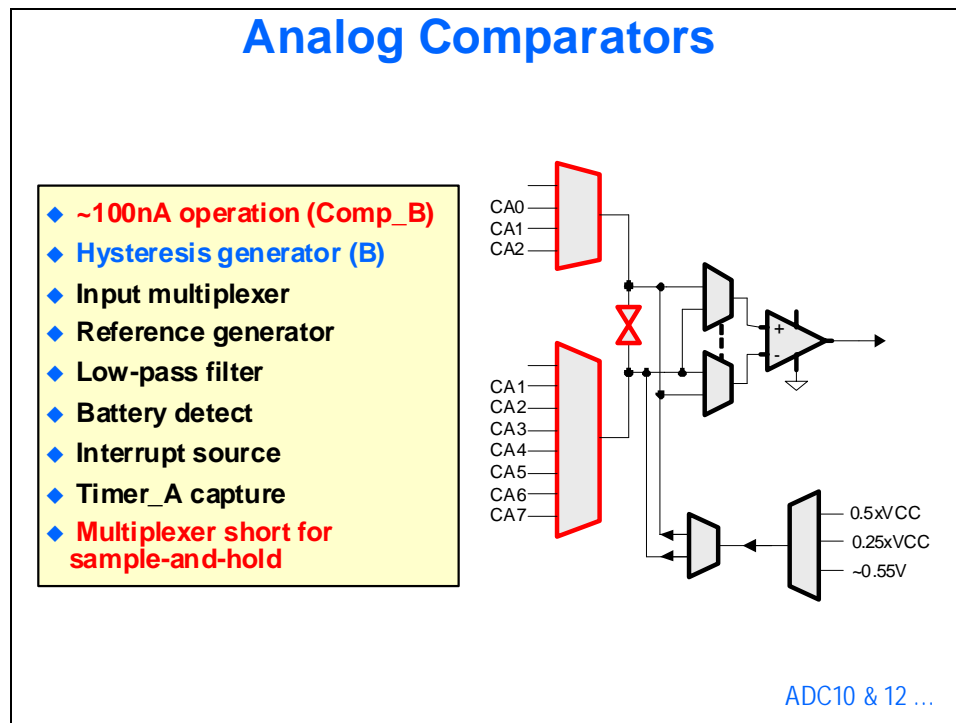 Analog Comparators
~100nA operation (Comp_B)
Hysteresis generator (B)
Input multiplexer
Reference generator
Low-pass filter
Battery detect
Interrupt source
Timer_A capture
Multiplexer short for
sample-and-hold
CA0
CA1
CA2
CA1
CA2
CA3
CA4
CA5
CA6
CA7
+
-
0.5xVCC
0.25xVCC
~0.55V
ADC10 & 12 ...